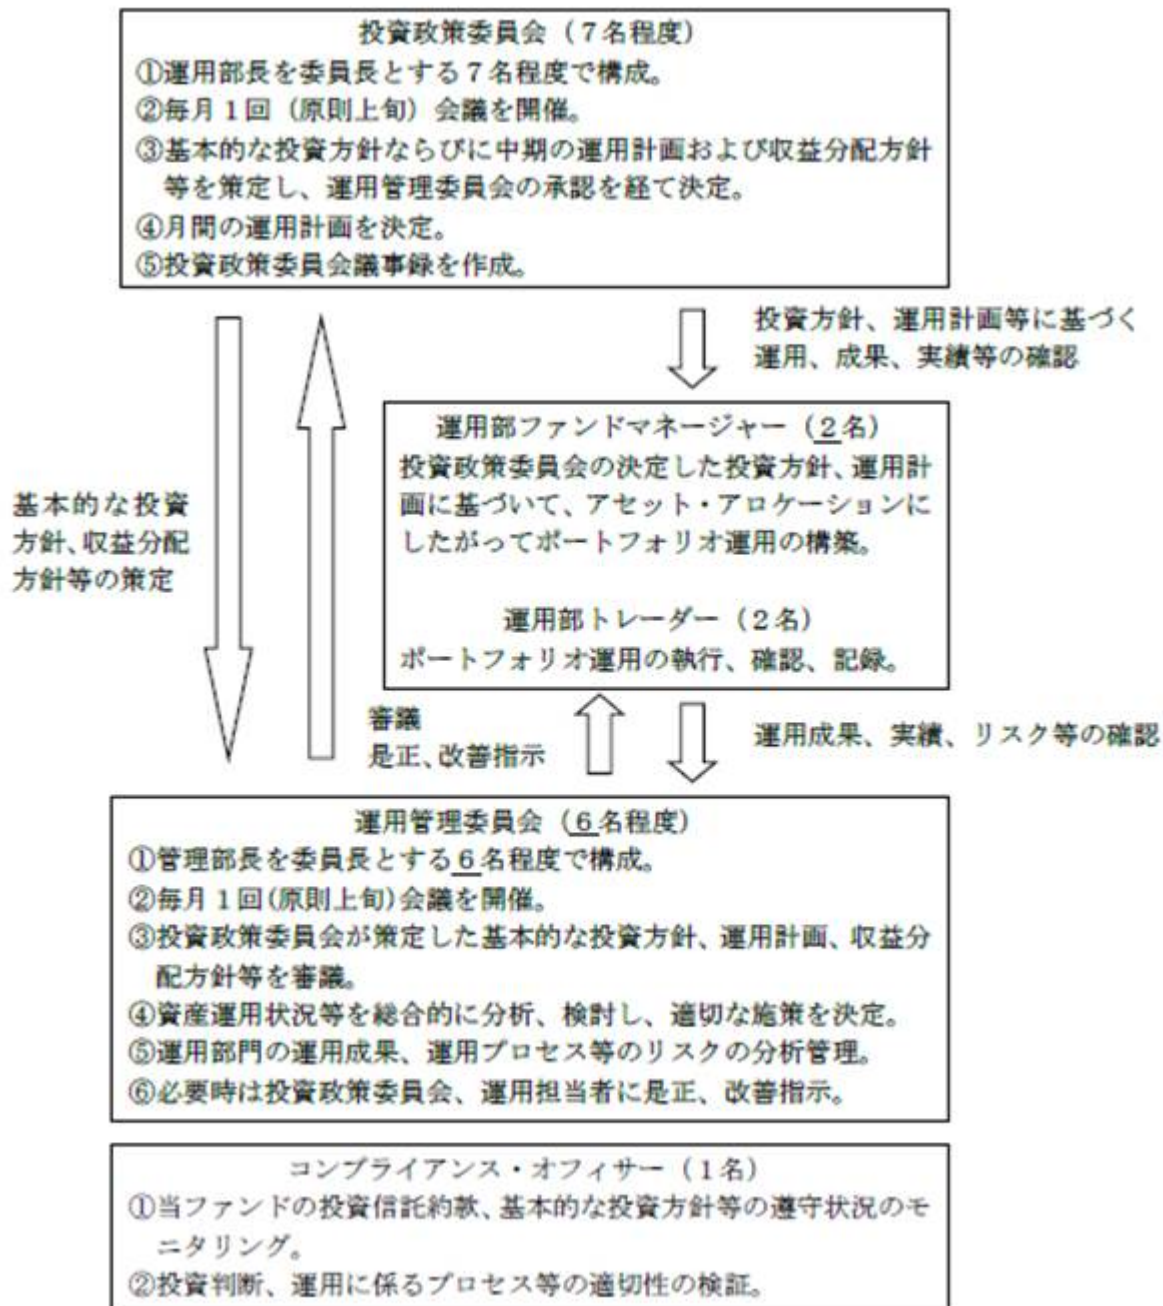 投資政策委員会（７名程度）
①運用部長を委員長とする７名程度で構成。
②毎月１回（原則上旬）会議を開催。
③基本的な投資方針ならびに中期の運用計画および収益分配方針
等を策定し、運用管理委員会の承認を経て決定。
④月間の運用計画を決定。
⑤投資政策委員会議事録を作成。
投資方針、運用計画等に基づく
運用、成果、実績等の確認
運用部ファンドマネージャー（２名）
投資政策委員会の決定した投資方針、運用計
画に基づいて、アセット・アロケーションに
したがってポートフォリオ運用の構築。
運用部トレーダー（２名）
ポートフォリオ運用の執行、確認、記録。
基本的な投資
方針、収益分配
方針等の策定
審議
是正、改善指示
運用成果、実績、リスク等の確認
運用管理委員会（６名程度）
①管理部長を委員長とする６名程度で構成。
②毎月１回(原則上旬)会議を開催。
③投資政策委員会が策定した基本的な投資方針、運用計画、収益分
配方針等を審議。
④資産運用状況等を総合的に分析、検討し、適切な施策を決定。
⑤運用部門の運用成果、運用プロセス等のリスクの分析管理。
⑥必要時は投資政策委員会、運用担当者に是正、改善指示。
コンプライアンス・オフィサー（１名）
①当ファンドの投資信託約款、基本的な投資方針等の遵守状況のモ
ニタリング。
②投資判断、運用に係るプロセス等の適切性の検証。